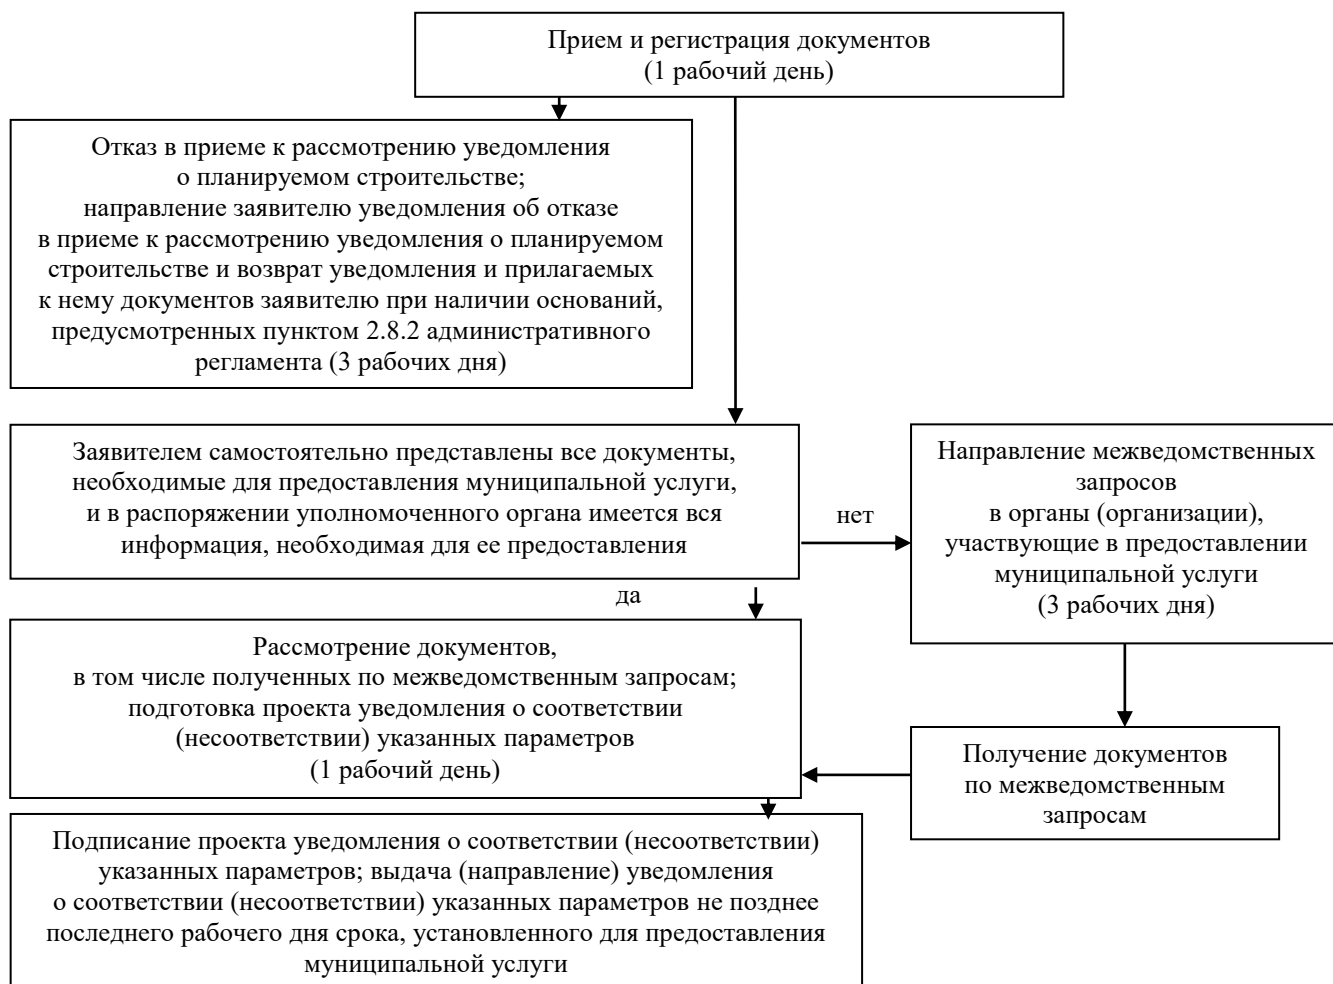 Прием и регистрация документов
(1 рабочий день)
Отказ в приеме к рассмотрению уведомления
о планируемом строительстве;
направление заявителю уведомления об отказе
в приеме к рассмотрению уведомления о планируемом
строительстве и возврат уведомления и прилагаемых
к нему документов заявителю при наличии оснований,
предусмотренных пунктом 2.8.2 административного
регламента (3 рабочих дня)
Заявителем самостоятельно представлены все документы,
необходимые для предоставления муниципальной услуги,
и в распоряжении уполномоченного органа имеется вся
информация, необходимая для ее предоставления
нет
Направление межведомственных
запросов
в органы (организации),
участвующие в предоставлении
муниципальной услуги
(3 рабочих дня)
да
Рассмотрение документов,
в том числе полученных по межведомственным запросам;
подготовка проекта уведомления о соответствии
(несоответствии) указанных параметров
(1 рабочий день)
Получение документов
по межведомственным
запросам
Подписание проекта уведомления о соответствии (несоответствии)
указанных параметров; выдача (направление) уведомления
о соответствии (несоответствии) указанных параметров не позднее
последнего рабочего дня срока, установленного для предоставления
муниципальной услуги